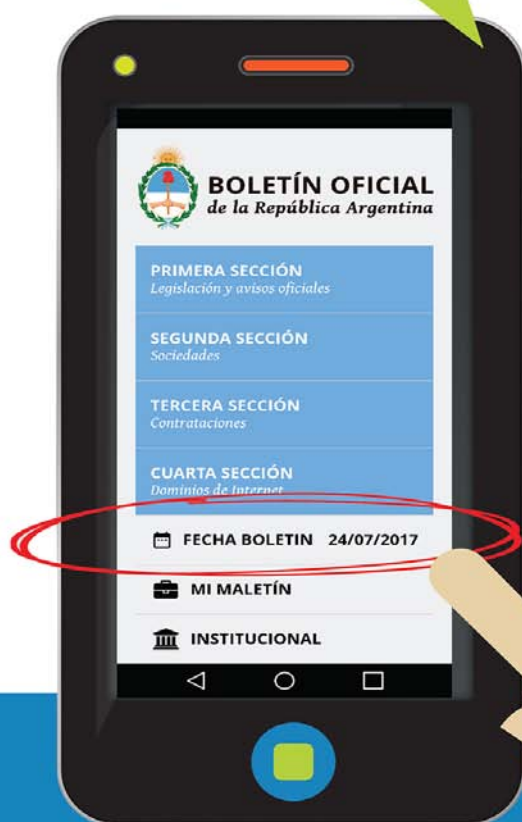 BOLETÍN OFICIAL
de la República Argentina
PRIMERA SECCIÓN
Legislación y avisos oficiales
SEGUNDA SECCIÓN
Sociedades
TERCERA SECCIÓN
Contrataciones
CUARTA SECCIÓN
Dominios de Internet
FECHA BOLETIN 24/07/2017
MI MALETÍN
INSTITUCIONAL